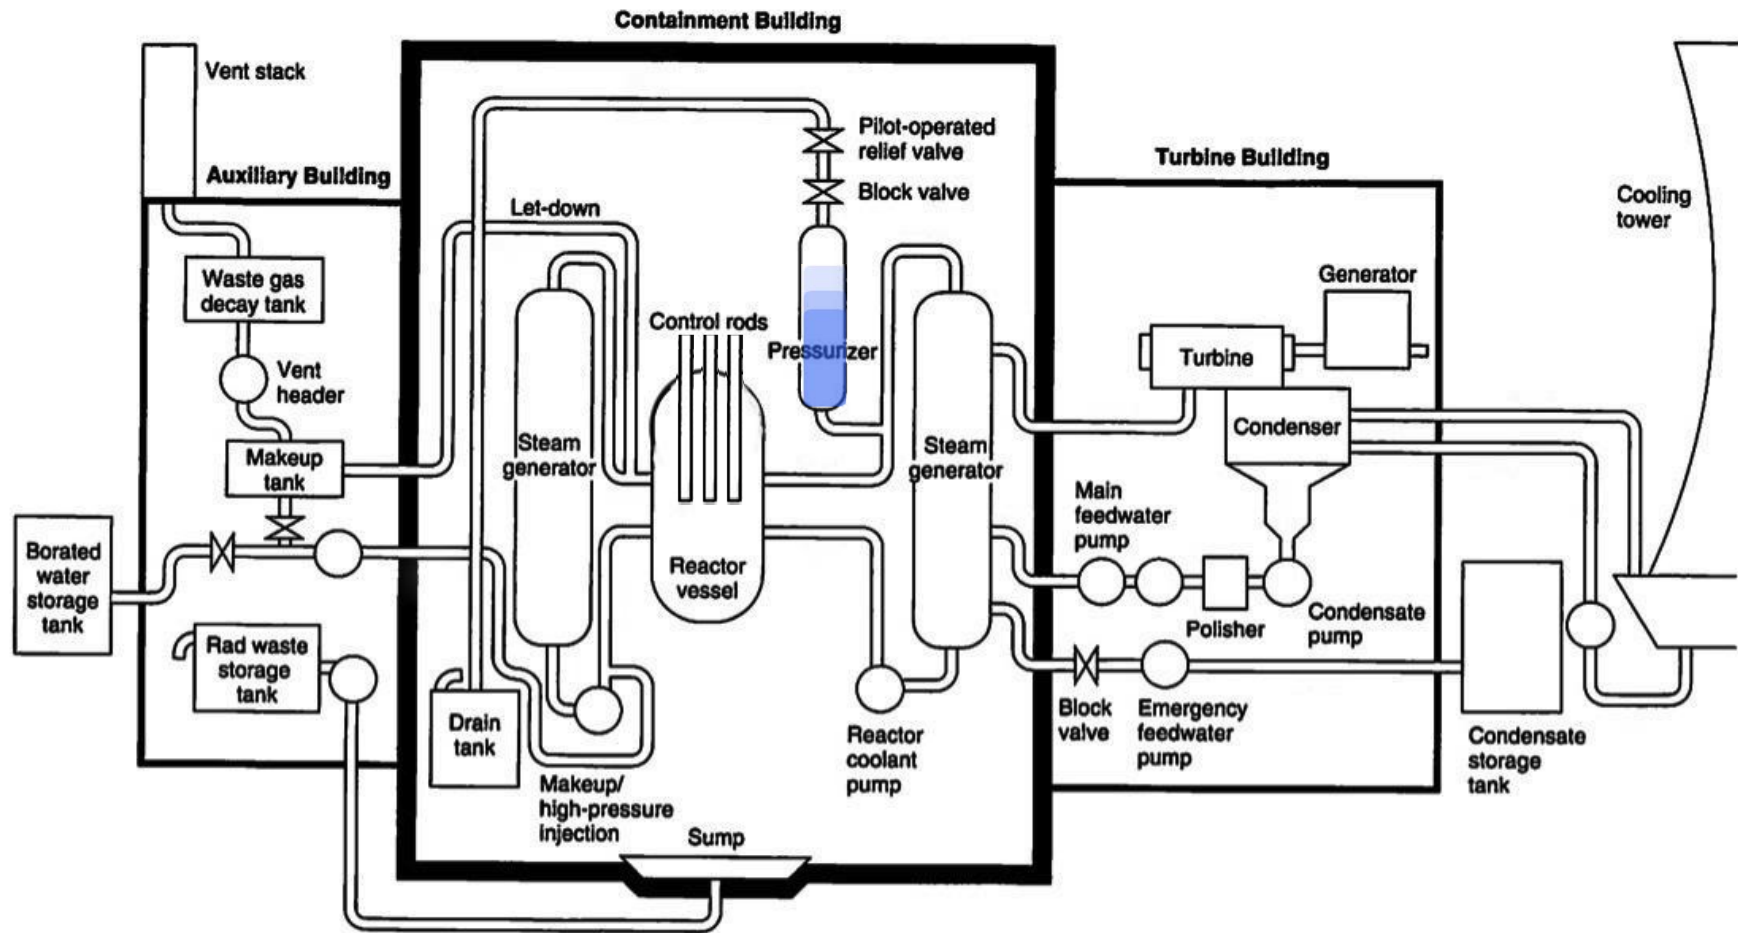 Containment Building
Vent stack
Auxiliary Building
Pilot-operated
relief valve
Block valve
Turbine Building
Cooling
tower
Let-down
Waste gas
decay tank
Generator
Control rods
Pressurizer
Turbine
Vent
header
Steam
generator
Steam
generator
Condenser
Makeup
tank
Main
feedwater
pump
Borated
water
storage
tank
Reactor
vessel
Polisher
Condensate
pump
Rad waste
storage
tank
Drain
tank
Reactor
coolant
pump
Block
valve
Emergency
feedwater
pump
Condensate
storage
tank
Makeup/
high-pressure
injection
Sump